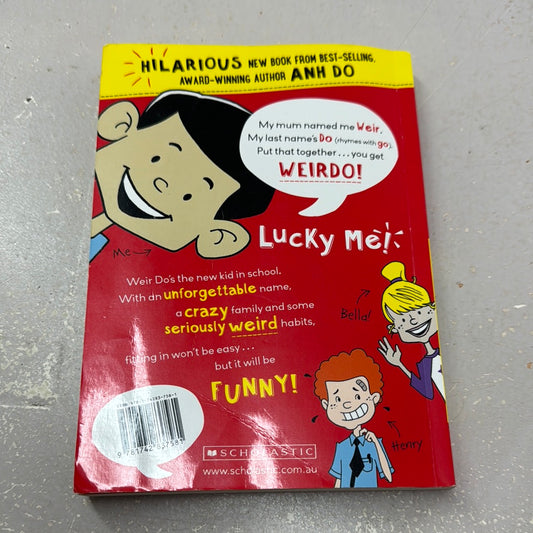 HILARIOUS NEW BOOK FROM BEST-SELLING,
AWARD-WINNING AUTHOR ANH DO
My mum named me Weir,
My last name's Do (rhymes with go),
Put that together...you get
WEIRDO!
Lucky Me!
Me
Weir Do's the new kid in school.
With an unforgettable name,
a crazy family and some
seriously weird habits,
fitting in won't be easy...
but it will be
FUNNY!
Bella!
Henry
SCHOLASTIC
www.scholastic.com.au